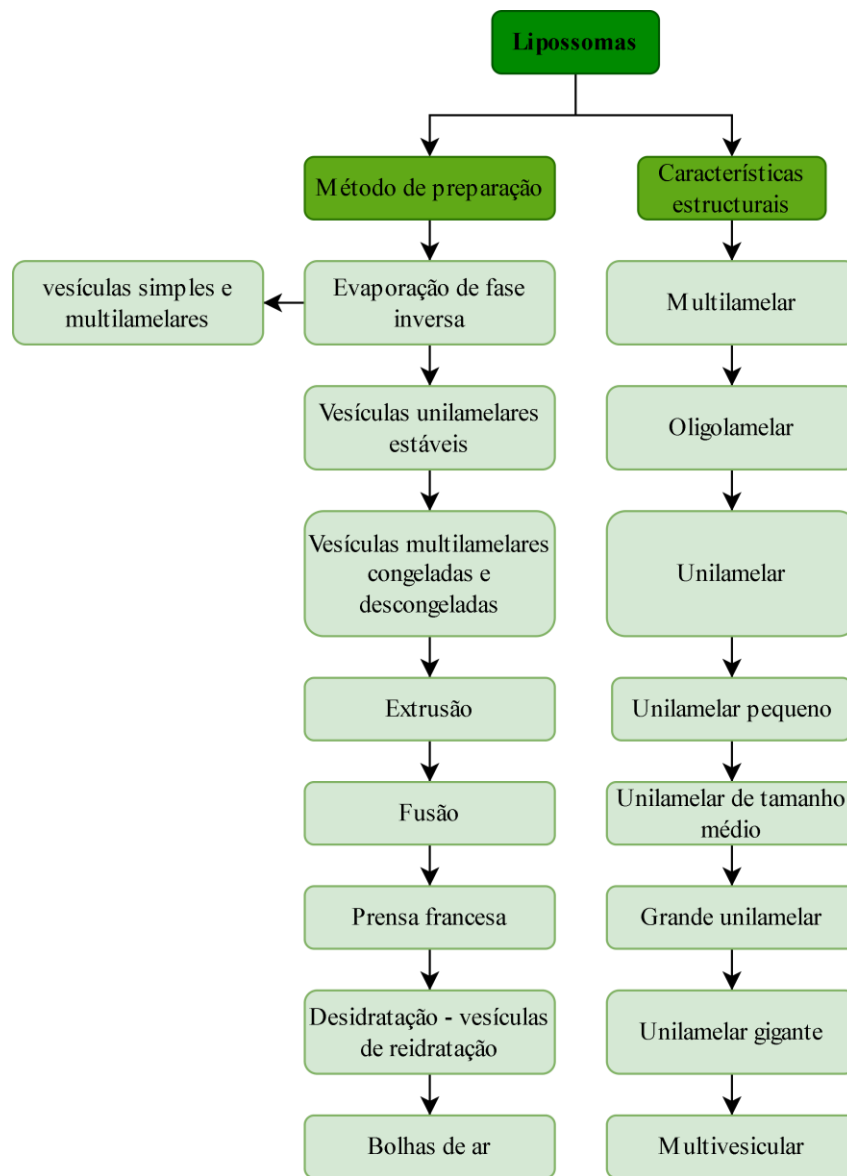 Lipossomas
Método de preparação
Características
estructurais
vesículas simples e
multilamelares
Evaporação de fase
inversa
Multilamelar
Vesículas unilamelares
estáveis
Oligolamelar
Vesículas multilamelares
congeladas e
descongeladas
Unilamelar
Extrusão
Unilamelar pequeno
Fusão
Unilamelar de tamanho
médio
Prensa francesa
Grande unilamelar
Desidratação - vesículas
de reidratação
Unilamelar gigante
Bolhas de ar
Multivesicular